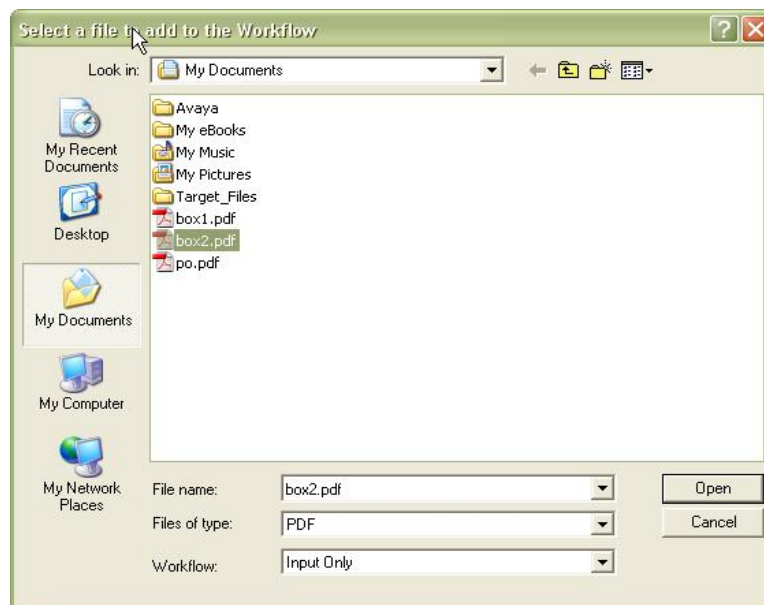 Select a file to add to the Workflow
Look in: My Documents
My Recent
Documents
Desktop
My Documents
My Computer
My Network
Places
Avaya
My eBooks
My Music
My Pictures
Target_Files
box1.pdf
box2.pdf
po.pdf
File name: box2.pdf Open
Files of type: PDF Cancel
Workflow: Input Only